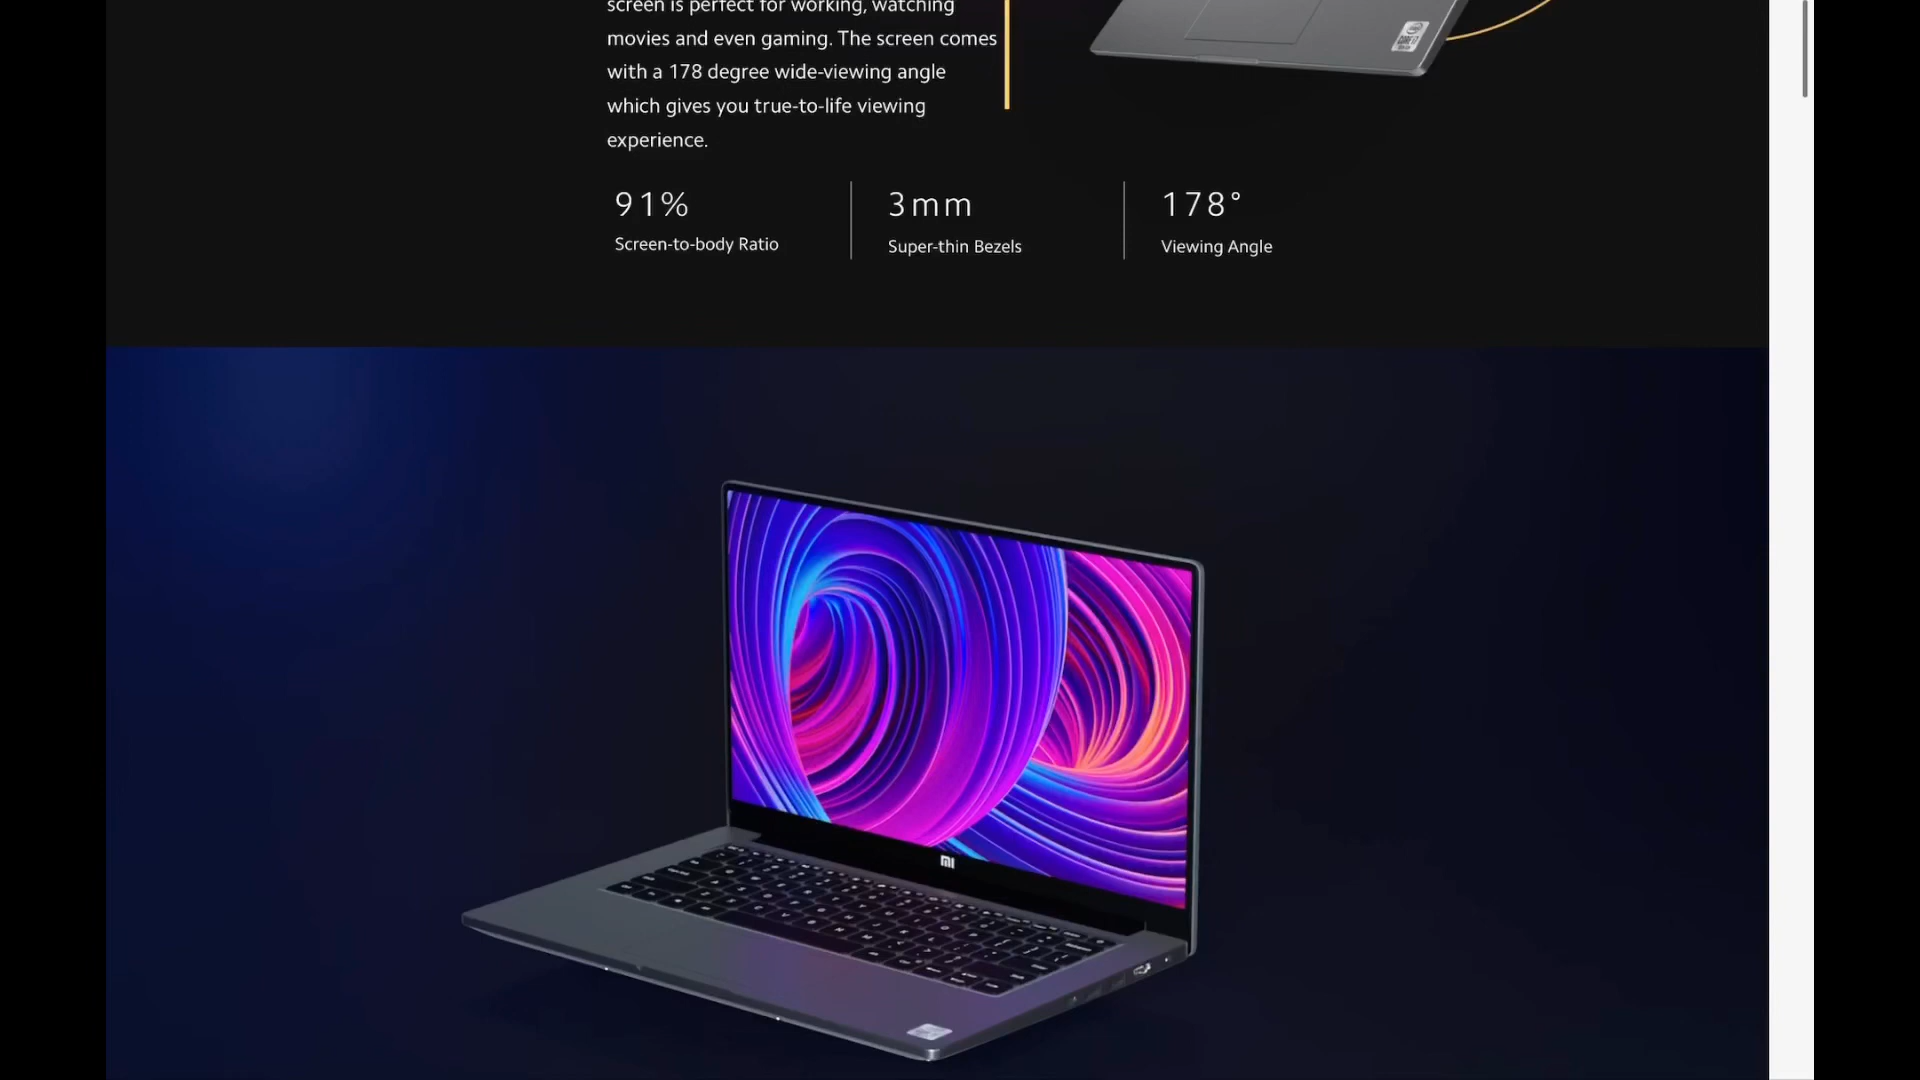 screen is perfect for working, watching
movies and even gaming. The screen comes
with a 178 degree wide-viewing angle
which gives you true-to-life viewing
experience.
91%
Screen-to-body Ratio
3mm
Super-thin Bezels
178°
Viewing Angle
mi